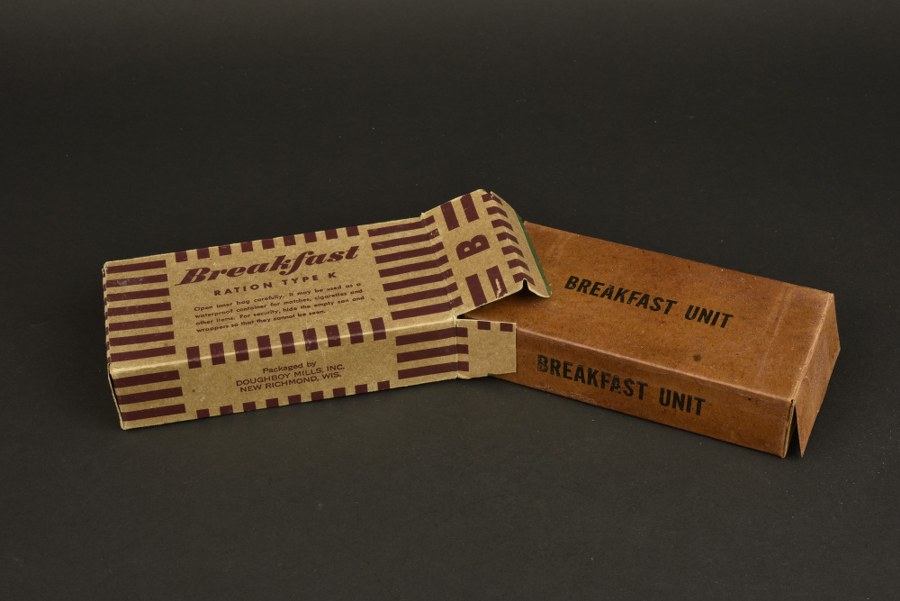 Breakfast
RATION TYPE K
Open inner bag carefully. It may be used as a
waterproof container for matches, cigarettes and
other items. For security, hide the empty can and
wrappers so that they cannot be seen.
Packaged by
DOUGHBOY MILLS, INC.
NEW RICHMOND, WIS.
B
BREAKFAST UNIT
BREAKFAST UNIT